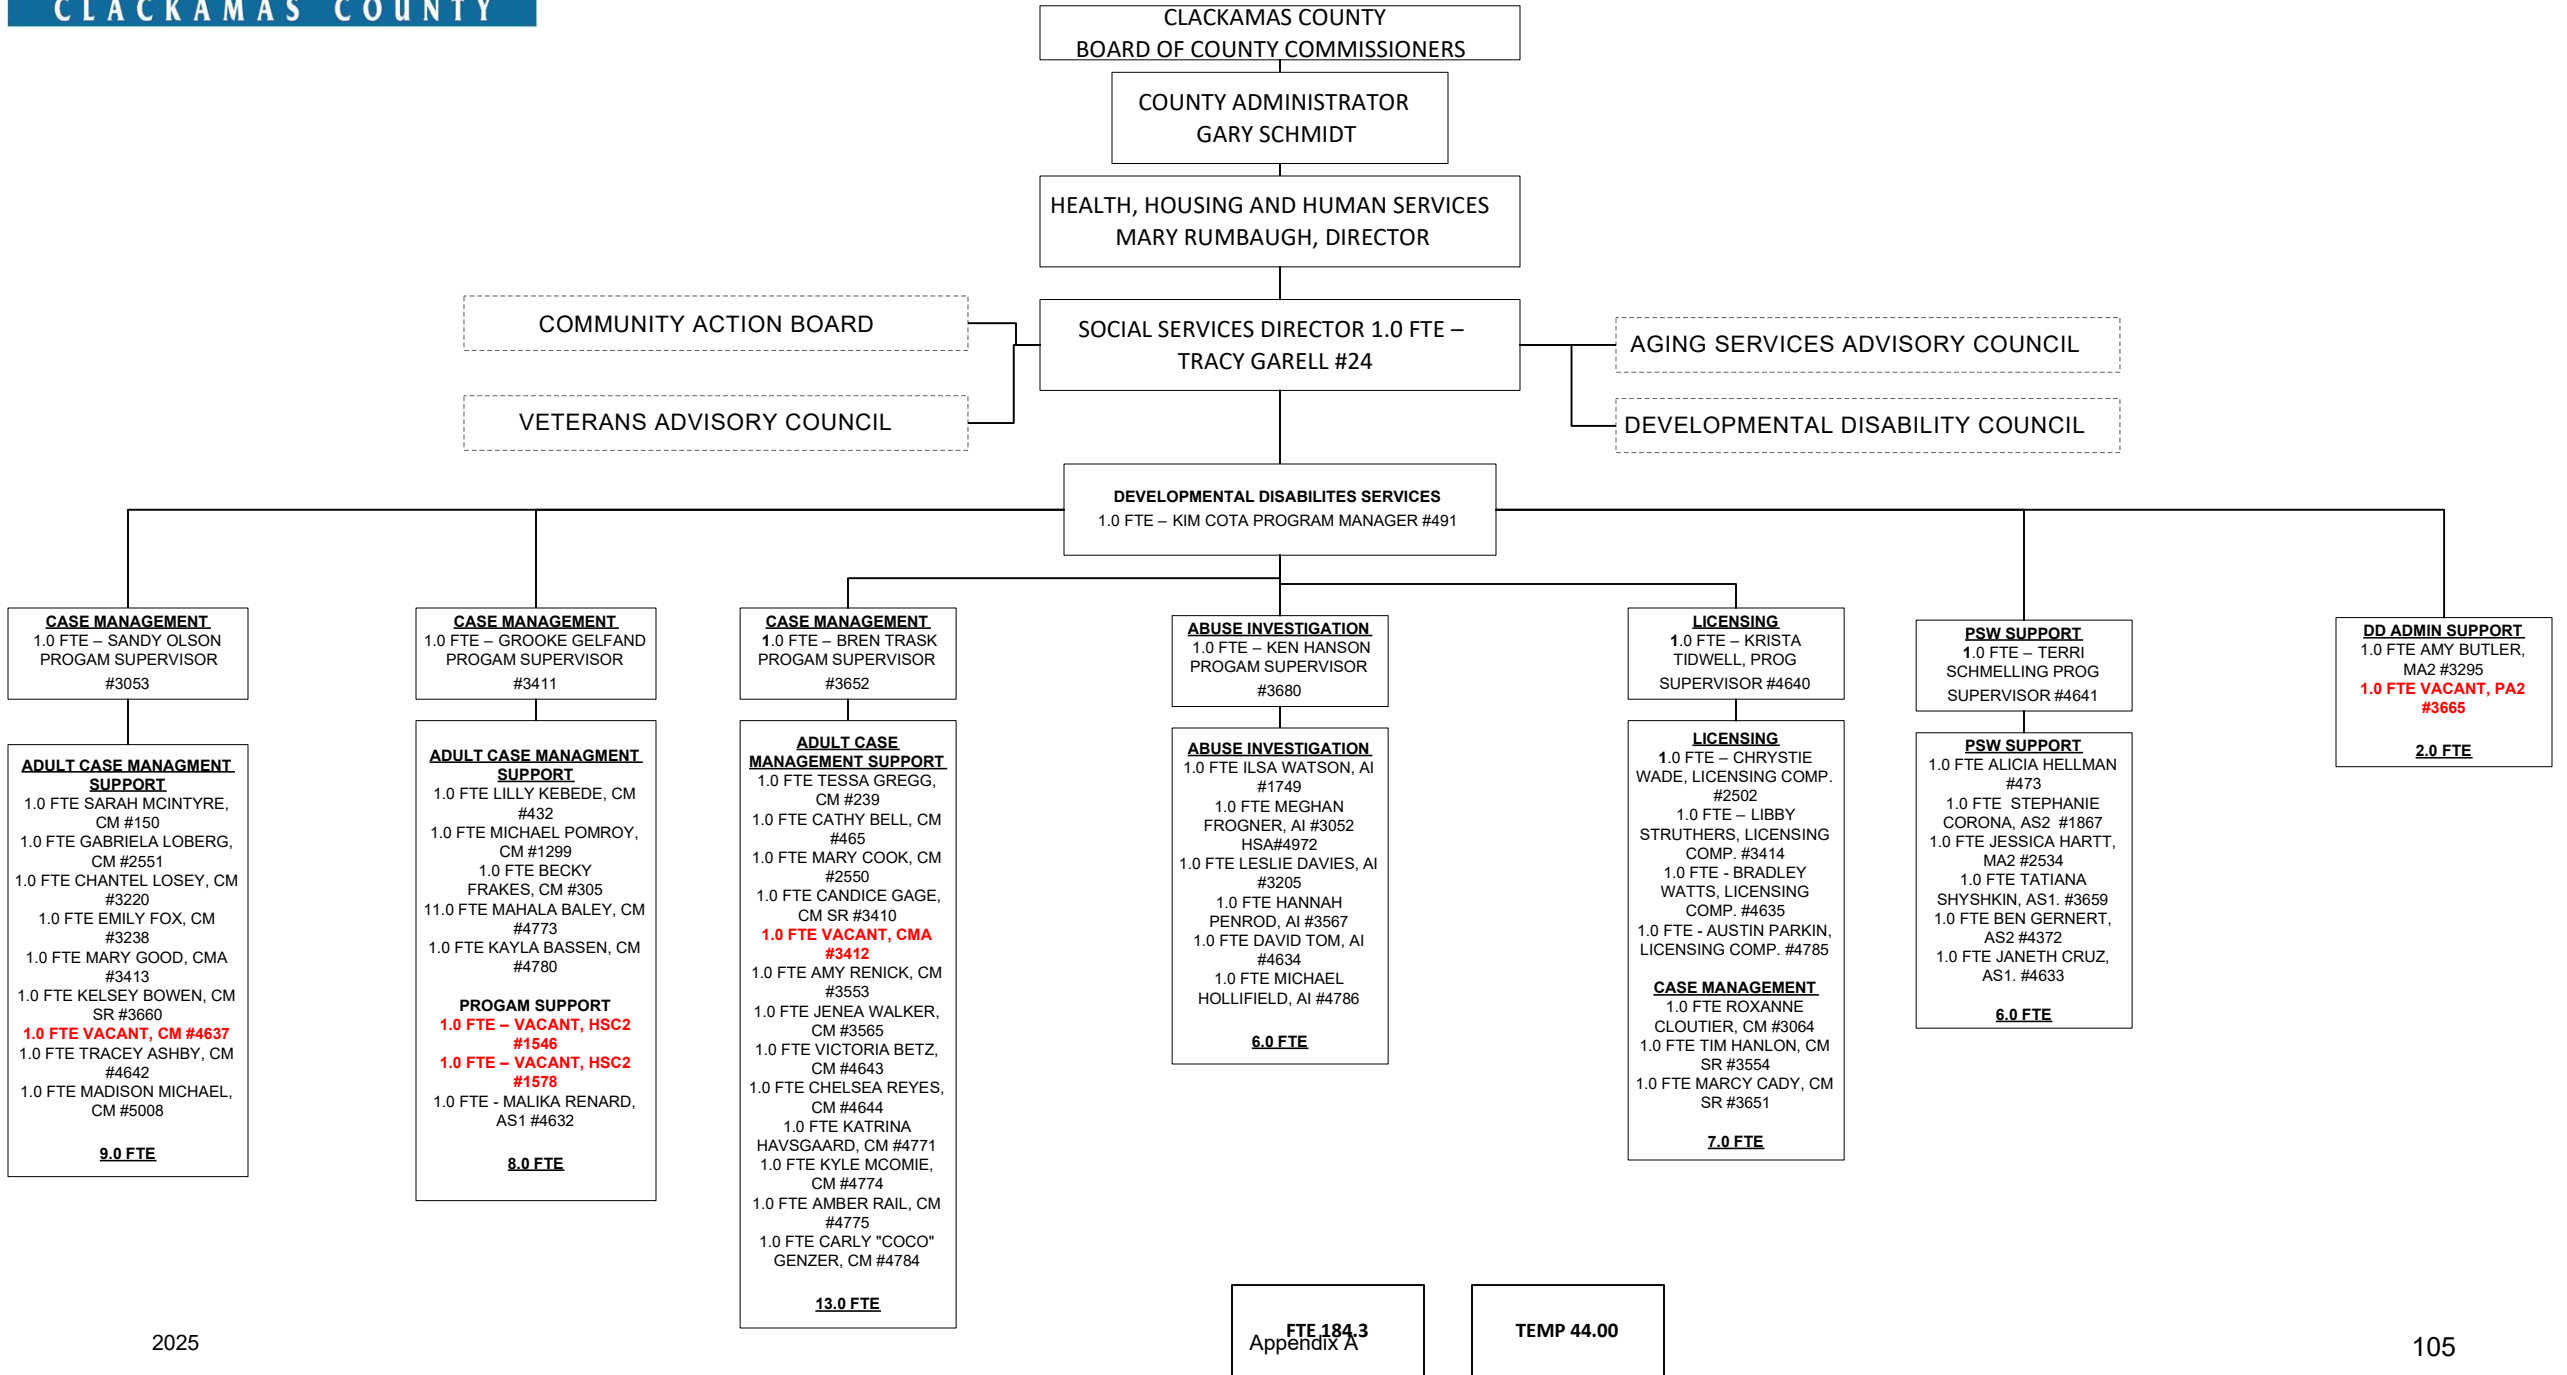 CLACKAMAS COUNTY
CLACKAMAS COUNTY
BOARD OF COUNTY COMMISSIONERS
COUNTY ADMINISTRATOR
GARY SCHMIDT
HEALTH, HOUSING AND HUMAN SERVICES
MARY RUMBAUGH, DIRECTOR
COMMUNITY ACTION BOARD
VETERANS ADVISORY COUNCIL
SOCIAL SERVICES DIRECTOR 1.0 FTE –
TRACY GARELL #24
AGING SERVICES ADVISORY COUNCIL
DEVELOPMENTAL DISABILITY COUNCIL
DEVELOPMENTAL DISABILITES SERVICES
1.0 FTE – KIM COTA PROGRAM MANAGER #491
CASE MANAGEMENT
1.0 FTE – SANDY OLSON
PROGAM SUPERVISOR
#3053
ADULT CASE MANAGMENT
SUPPORT
1.0 FTE SARAH MCINTYRE,
CM #150
1.0 FTE GABRIELA LOBERG,
CM #2551
1.0 FTE CHANTEL LOSEY, CM
#3220
1.0 FTE EMILY FOX, CM
#3238
1.0 FTE MARY GOOD, CMA
#3413
1.0 FTE KELSEY BOWEN, CM
SR #3660
1.0 FTE VACANT, CM #4637
1.0 FTE TRACEY ASHBY, CM
#4642
1.0 FTE MADISON MICHAEL,
CM #5008
9.0 FTE
CASE MANAGEMENT
1.0 FTE – GROOKE GELFAND
PROGAM SUPERVISOR
#3411
ADULT CASE MANAGMENT
SUPPORT
1.0 FTE LILLY KEBEDE, CM
#432
1.0 FTE MICHAEL POMROY,
CM #1299
1.0 FTE BECKY
FRAKES, CM #305
11.0 FTE MAHALA BALEY, CM
#4773
1.0 FTE KAYLA BASSEN, CM
#4780
PROGAM SUPPORT
1.0 FTE – VACANT, HSC2
#1546
1.0 FTE – VACANT, HSC2
#1578
1.0 FTE - MALIKA RENARD,
AS1 #4632
8.0 FTE
CASE MANAGEMENT
1.0 FTE – BREN TRASK
PROGAM SUPERVISOR
#3652
ADULT CASE
MANAGEMENT SUPPORT
1.0 FTE TESSA GREGG,
CM #239
1.0 FTE CATHY BELL, CM
#465
1.0 FTE MARY COOK, CM
#2550
1.0 FTE CANDICE GAGE,
CM SR #3410
1.0 FTE VACANT, CMA
#3412
1.0 FTE AMY RENICK, CM
#3553
1.0 FTE JENEA WALKER,
CM #3565
1.0 FTE VICTORIA BETZ,
CM #4643
1.0 FTE CHELSEA REYES,
CM #4644
1.0 FTE KATRINA
HAVSGAARD, CM #4771
1.0 FTE KYLE MCOMIE,
CM #4774
1.0 FTE AMBER RAIL, CM
#4775
1.0 FTE CARLY "COCO"
GENZER, CM #4784
13.0 FTE
ABUSE INVESTIGATION
1.0 FTE – KEN HANSON
PROGAM SUPERVISOR
#3680
ABUSE INVESTIGATION
1.0 FTE ILSA WATSON, AI
#1749
1.0 FTE MEGHAN
FROGNER, AI #3052
HSA#4972
1.0 FTE LESLIE DAVIES, AI
#3205
1.0 FTE HANNAH
PENROD, AI #3567
1.0 FTE DAVID TOM, AI
#4634
1.0 FTE MICHAEL
HOLLIFIELD, AI #4786
6.0 FTE
LICENSING
1.0 FTE – KRISTA
TIDWELL, PROG
SUPERVISOR #4640
LICENSING
1.0 FTE – CHRYSTIE
WADE, LICENSING COMP.
#2502
1.0 FTE – LIBBY
STRUTHERS, LICENSING
COMP. #3414
1.0 FTE - BRADLEY
WATTS, LICENSING
COMP. #4635
1.0 FTE - AUSTIN PARKIN,
LICENSING COMP. #4785
CASE MANAGEMENT
1.0 FTE ROXANNE
CLOUTIER, CM #3064
1.0 FTE TIM HANLON, CM
SR #3554
1.0 FTE MARCY CADY, CM
SR #3651
7.0 FTE
PSW SUPPORT
1.0 FTE – TERRI
SCHMELLING PROG
SUPERVISOR #4641
PSW SUPPORT
1.0 FTE ALICIA HELLMAN
#473
1.0 FTE STEPHANIE
CORONA, AS2 #1867
1.0 FTE JESSICA HARTT,
MA2 #2534
1.0 FTE TATIANA
SHYSHKIN, AS1. #3659
1.0 FTE BEN GERNERT,
AS2 #4372
1.0 FTE JANETH CRUZ,
AS1. #4633
6.0 FTE
DD ADMIN SUPPORT
1.0 FTE AMY BUTLER,
MA2 #3295
1.0 FTE VACANT, PA2
#3665
2.0 FTE
FTE 184.3
TEMP 44.00
2025
Appendix A
105